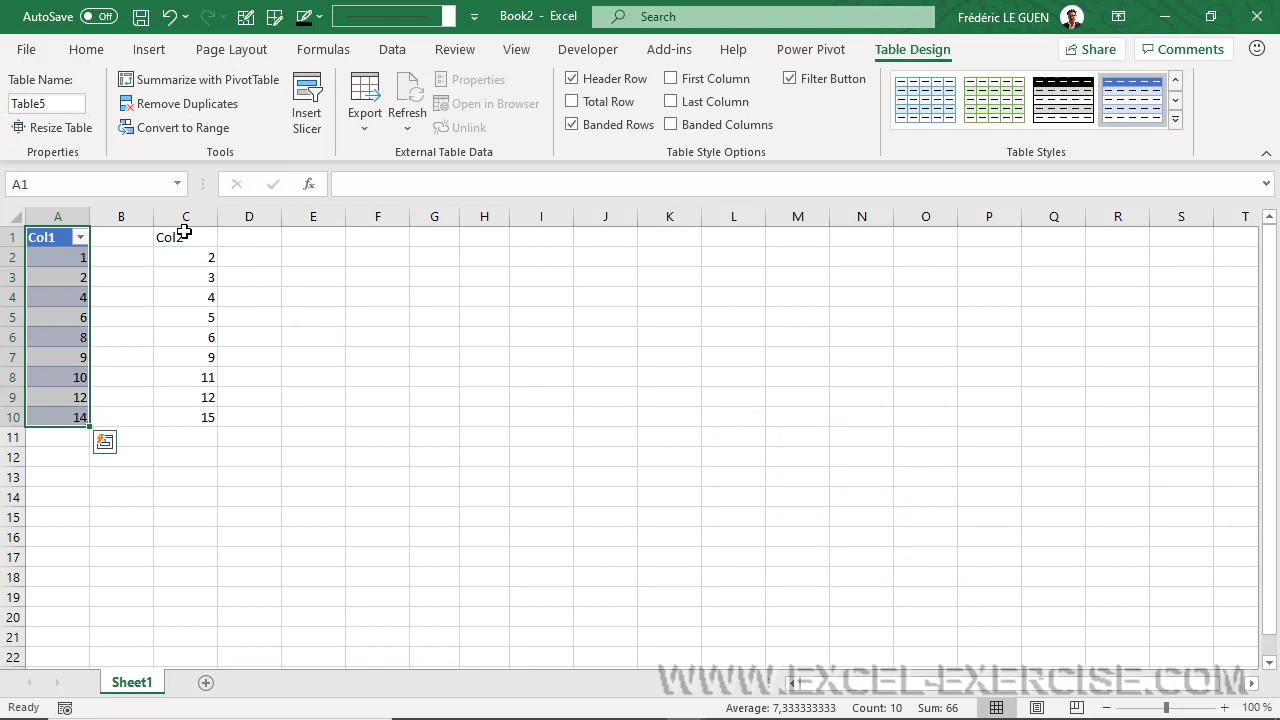 AutoSave Off Book2 - Excel Search Frédéric LE GUEN
File Home Insert Page Layout Formulas Data Review View Developer Add-ins Help Power Pivot Table Design Share Comments
Table Name: Summarize with PivotTable Properties Header Row First Column Filter Button
Table5 Remove Duplicates Open in Browser Total Row Last Column
Resize Table Convert to Range Insert Slicer Export Refresh Unlink Banded Rows Banded Columns
Properties Tools External Table Data Table Style Options Table Styles
A1 fx
A B C D E F G H I J K L M N O P Q R S T
1 Col1 Col2
2 1 2
3 2 3
4 4 4
5 6 5
6 8 6
7 9 9
8 10 11
9 12 12
10 14 15
11
12
13
14
15
16
17
18
19
20
21
22
Sheet1
WWW.EXCEL-EXERCISE.COM
Ready Average: 7,333333333 Count: 10 Sum: 66 100 %